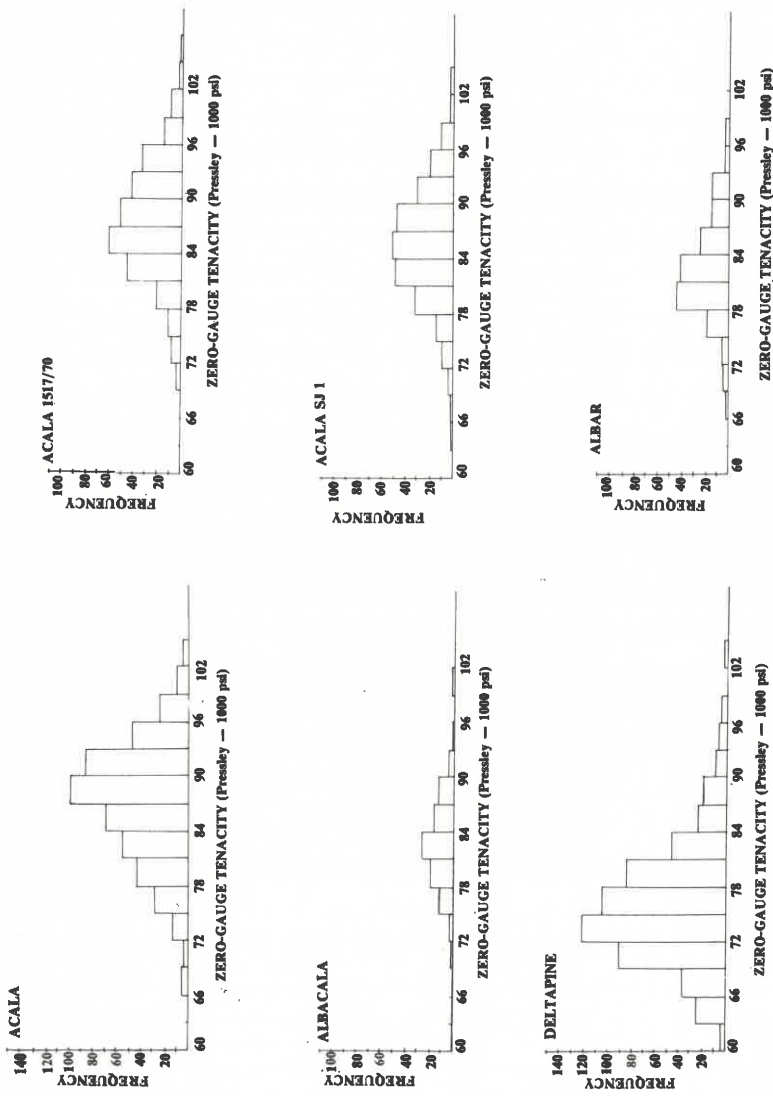 ACALA
FREQUENCY
140
120
100
80
60
40
20
60 66 72 78 84 90 96 102
ZERO-GAUGE TENACITY (Pressley — 1000 psi)
ACALA 1517/70
FREQUENCY
100
80
60
40
20
60 66 72 78 84 90 96 102
ZERO-GAUGE TENACITY (Pressley — 1000 psi)
ALBACALA
FREQUENCY
100
80
60
40
20
60 66 72 78 84 90 96 102
ZERO-GAUGE TENACITY (Pressley — 1000 psi)
ACALA SJ 1
FREQUENCY
100
80
60
40
20
60 66 72 78 84 90 96 102
ZERO-GAUGE TENACITY (Pressley — 1000 psi)
DELTAPINE
FREQUENCY
140
120
100
80
60
40
20
60 66 72 78 84 90 96 102
ZERO-GAUGE TENACITY (Pressley — 1000 psi)
ALBAR
FREQUENCY
100
80
60
40
20
60 66 72 78 84 90 96 102
ZERO-GAUGE TENACITY (Pressley — 1000 psi)